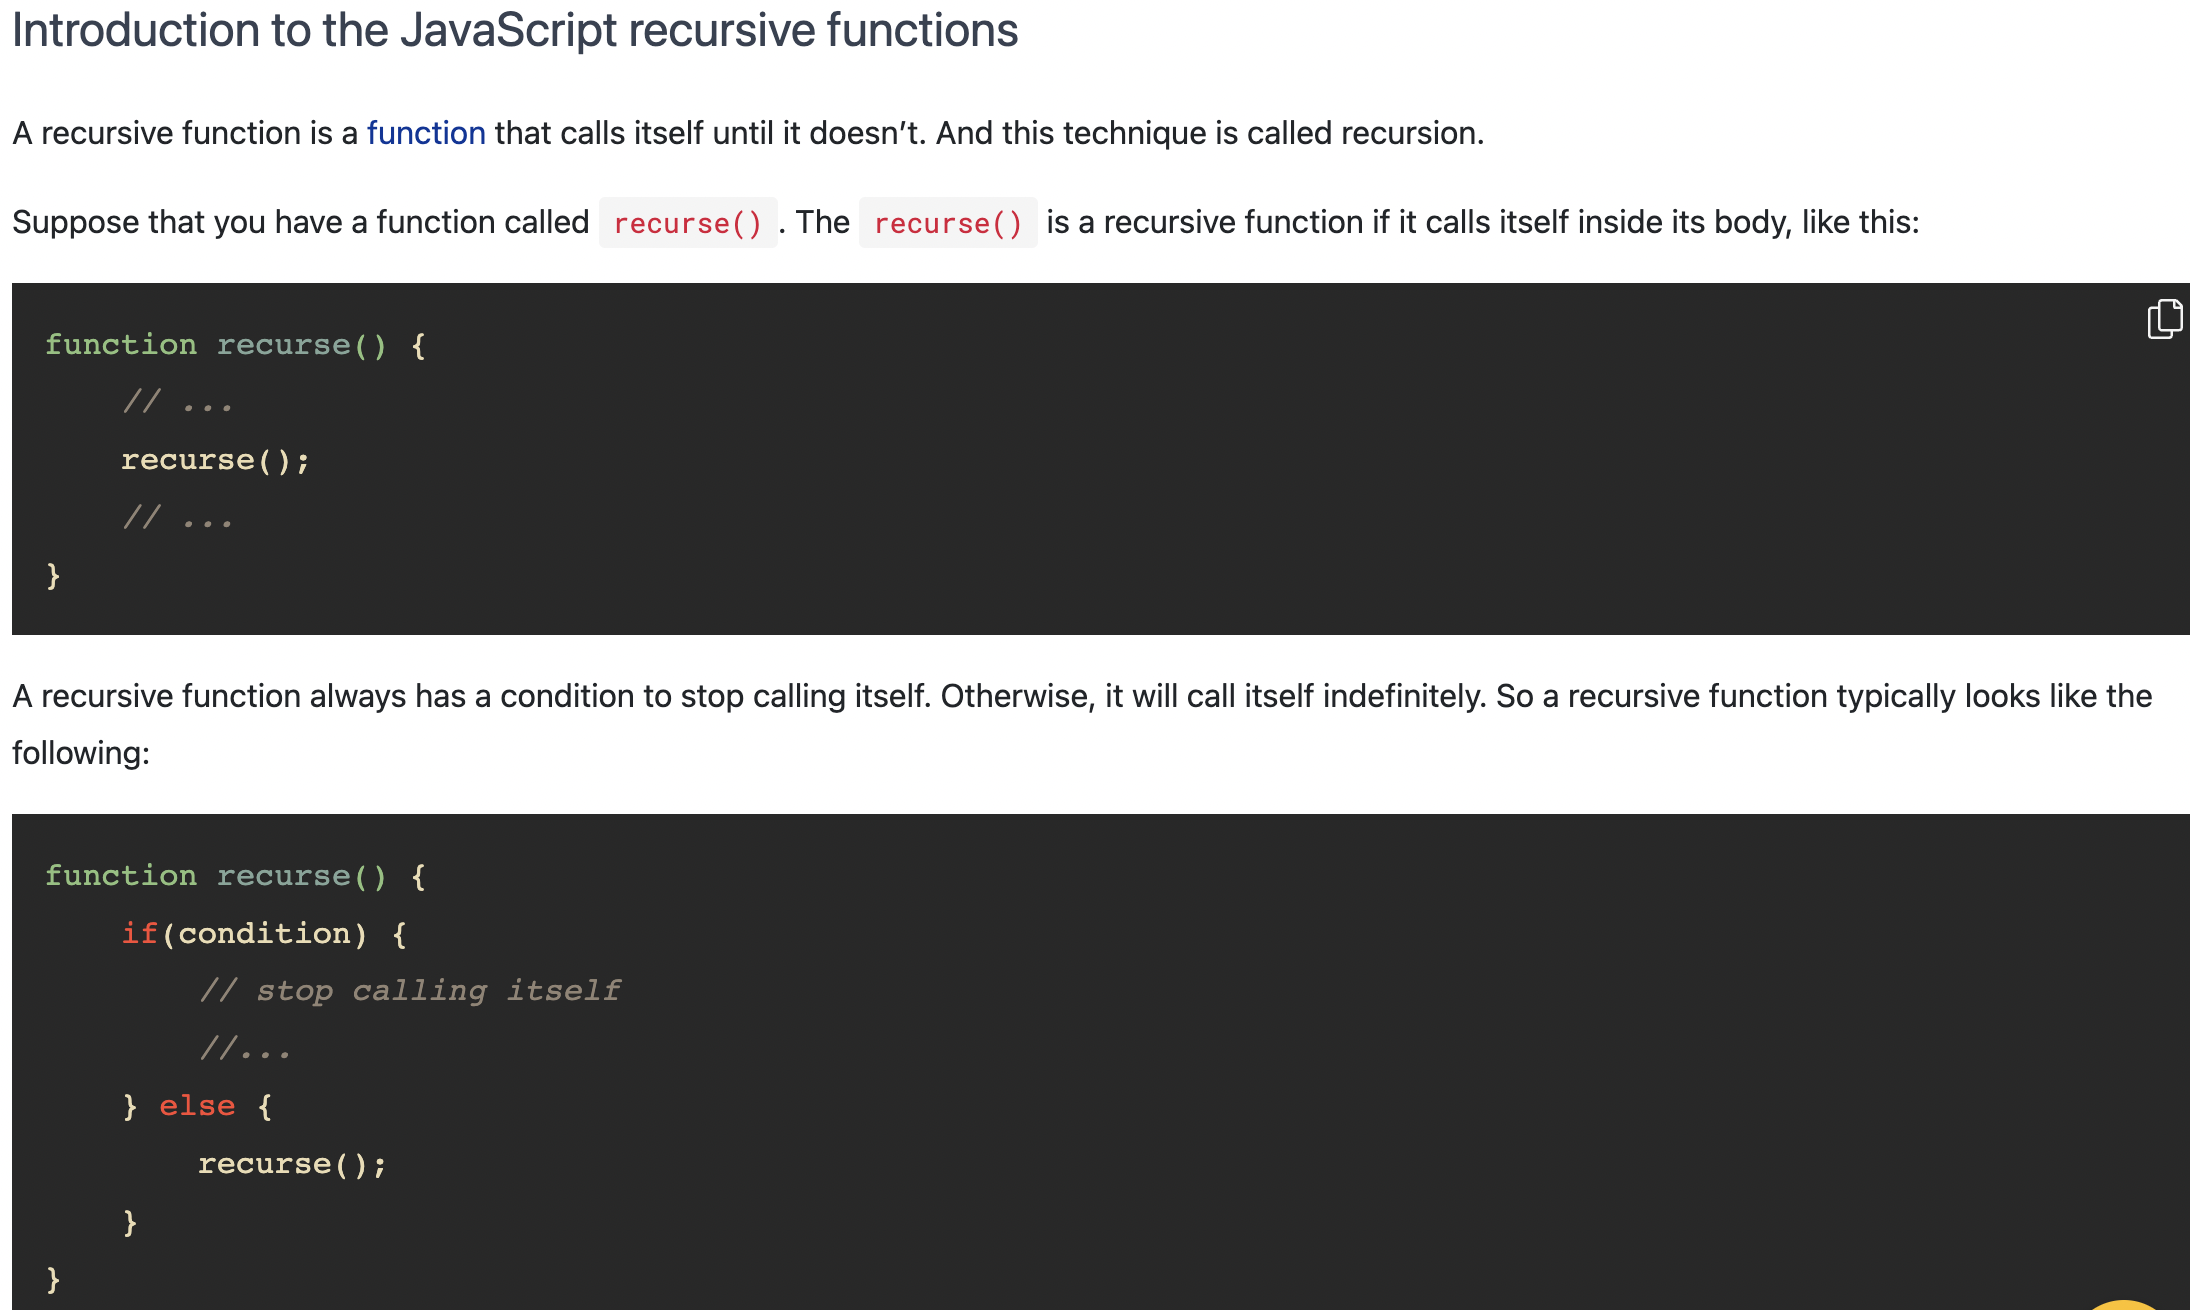 Introduction to the JavaScript recursive functions
A recursive function is a function that calls itself until it doesn’t. And this technique is called recursion.
Suppose that you have a function called recurse(). The recurse() is a recursive function if it calls itself inside its body, like this:
function recurse() {
    // ...
    recurse();
    // ...
}
A recursive function always has a condition to stop calling itself. Otherwise, it will call itself indefinitely. So a recursive function typically looks like the
following:
function recurse() {
    if(condition) {
        // stop calling itself
        //...
    } else {
        recurse();
    }
}